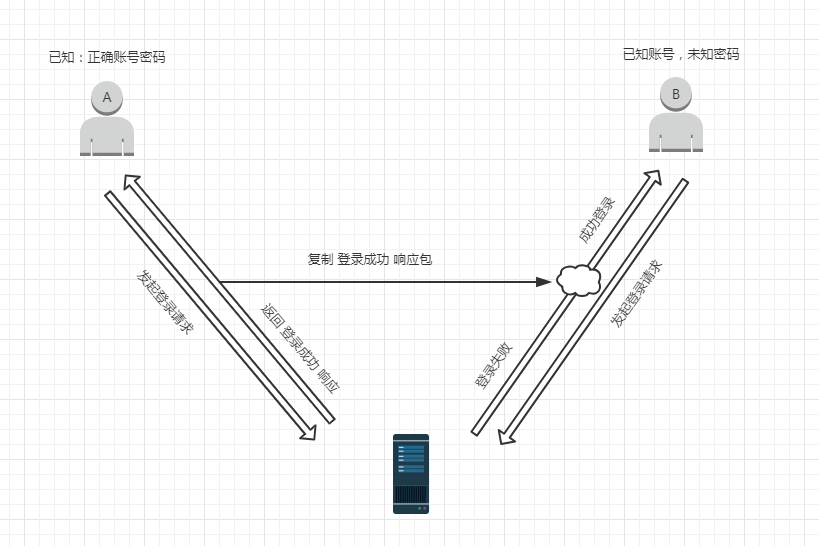 已知：正确账号密码
已知账号，未知密码
A
B
成功登录
复制 登录成功 响应包
发起登录请求
发起登录请求
返回 登录成功 响应
登录失败